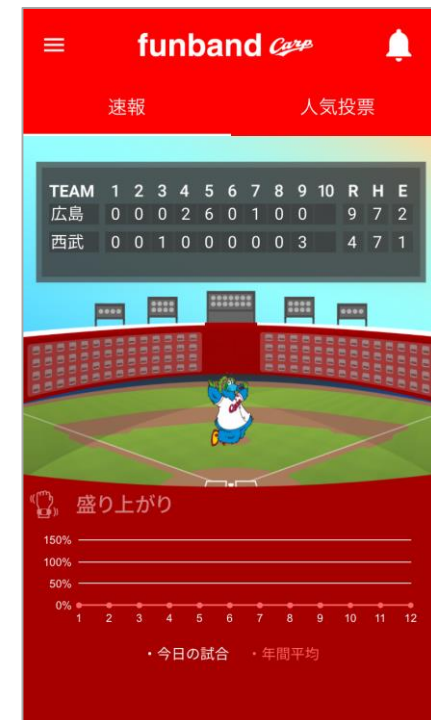 funband Carp
速報 人気投票
TEAM 1 2 3 4 5 6 7 8 9 10 R H E
広島 0 0 0 2 6 0 1 0 0 9 7 2
西武 0 0 1 0 0 0 0 0 3 4 7 1
盛り上がり
150%
100%
50%
0%
1 2 3 4 5 6 7 8 9 10 11 12
・今日の試合 ・年間平均